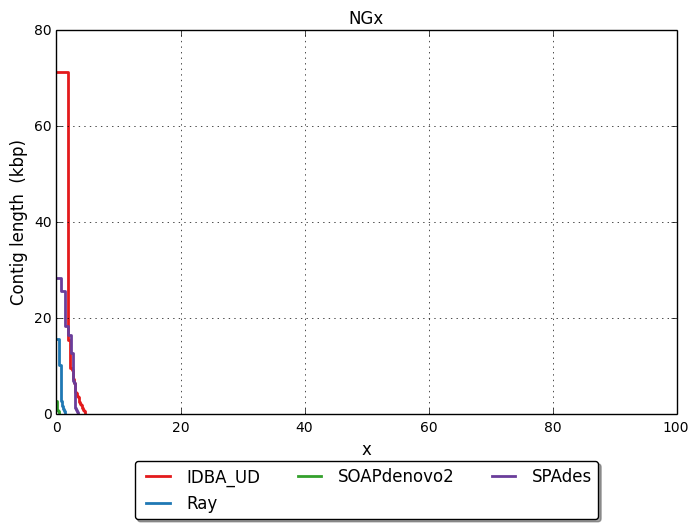 NGx
80
60
40
20
0
Contig length (kbp)
0 20 40 60 80 100
x
IDBA_UD SOAPdenovo2 SPAdes
Ray